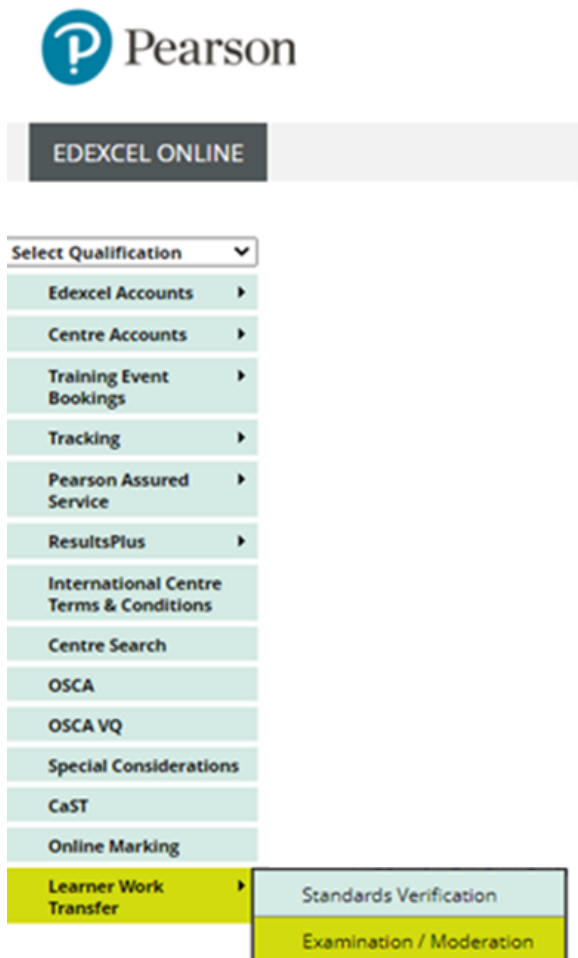 Pearson
EDEXCEL ONLINE
Select Qualification
Edexcel Accounts
Centre Accounts
Training Event
Bookings
Tracking
Pearson Assured
Service
ResultsPlus
International Centre
Terms & Conditions
Centre Search
OSCA
OSCA VQ
Special Considerations
CaST
Online Marking
Learner Work
Transfer
Standards Verification
Examination / Moderation